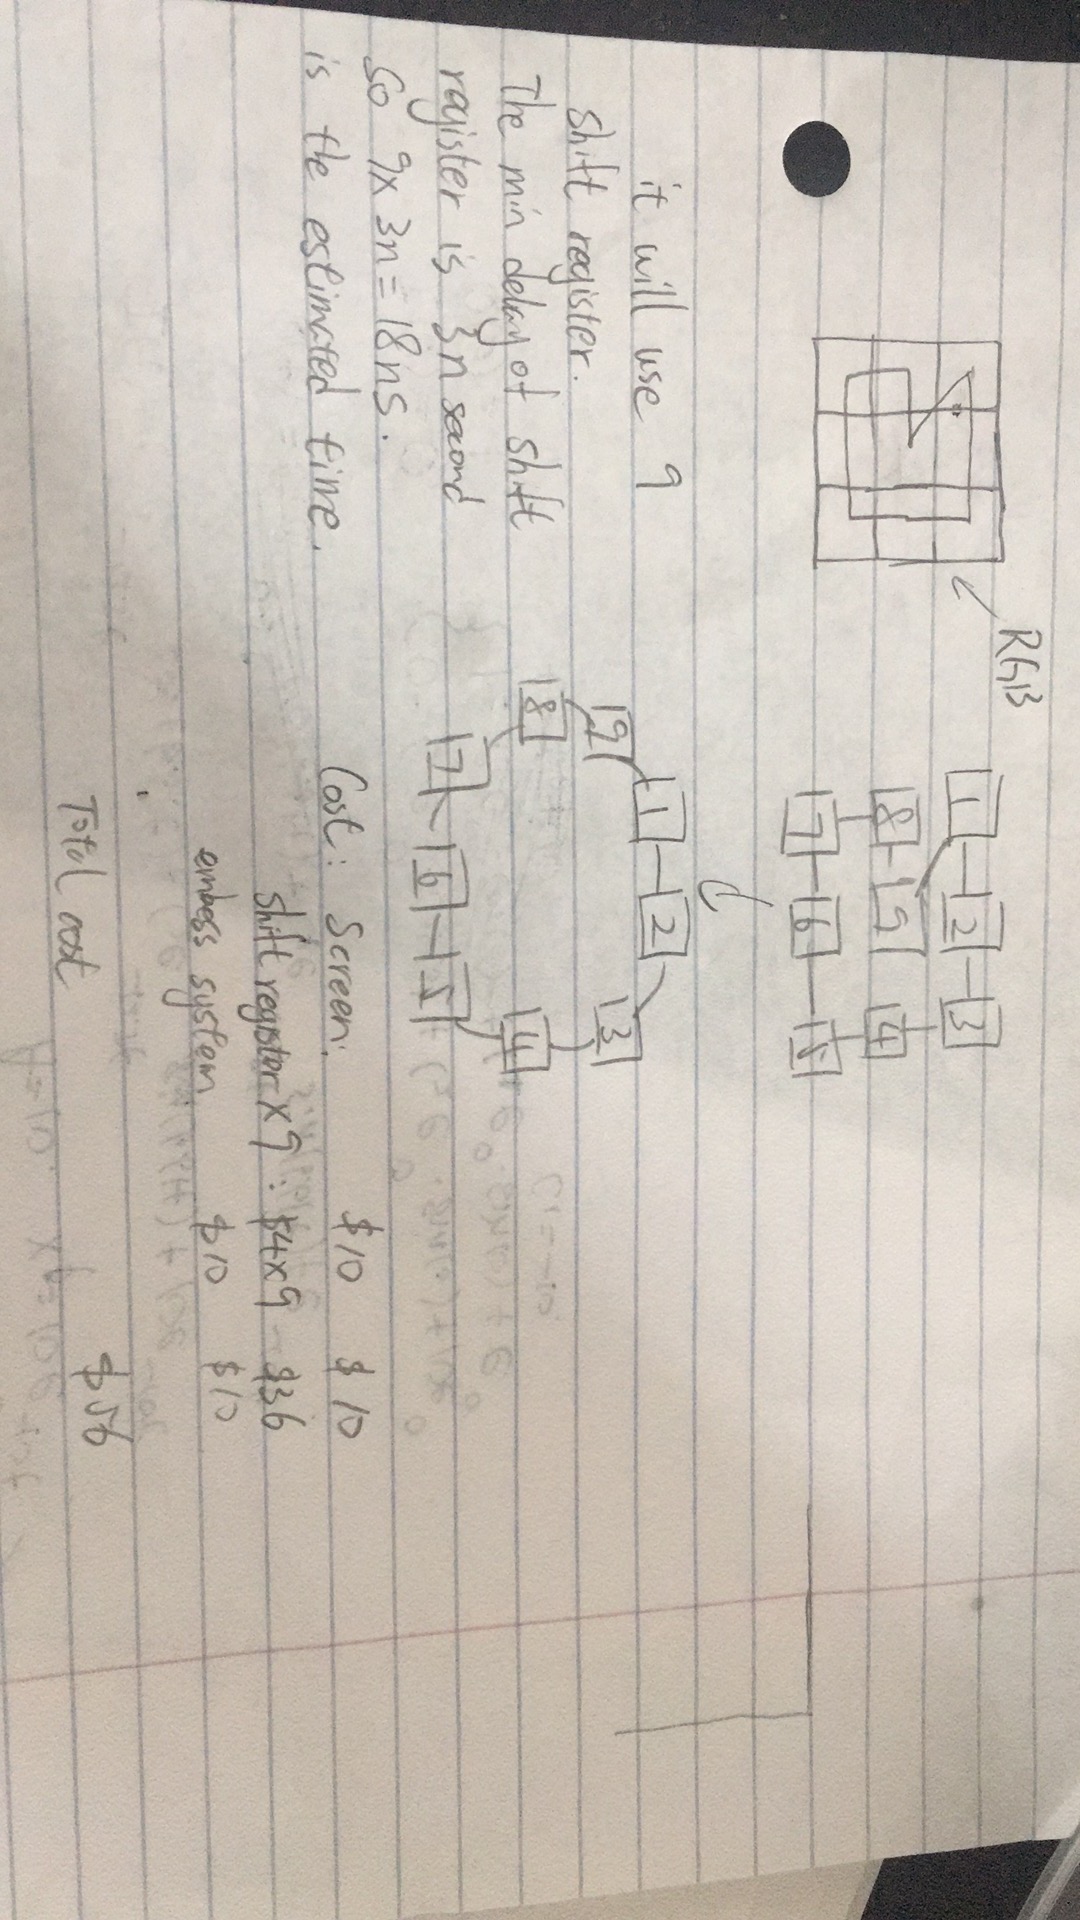 RGB
1 2 3
8 9 4
7 6 5
1 2
9 3
8 4
7 6 5
it will use 9
shift register.
The min delay of shift
register is 3n second
so 9x 3n = 18ns.
is the estimated time.
Cost: Screen: $10 $10
shift register x9 : $4x9 $36
embess system $10 $10
Total cost $56